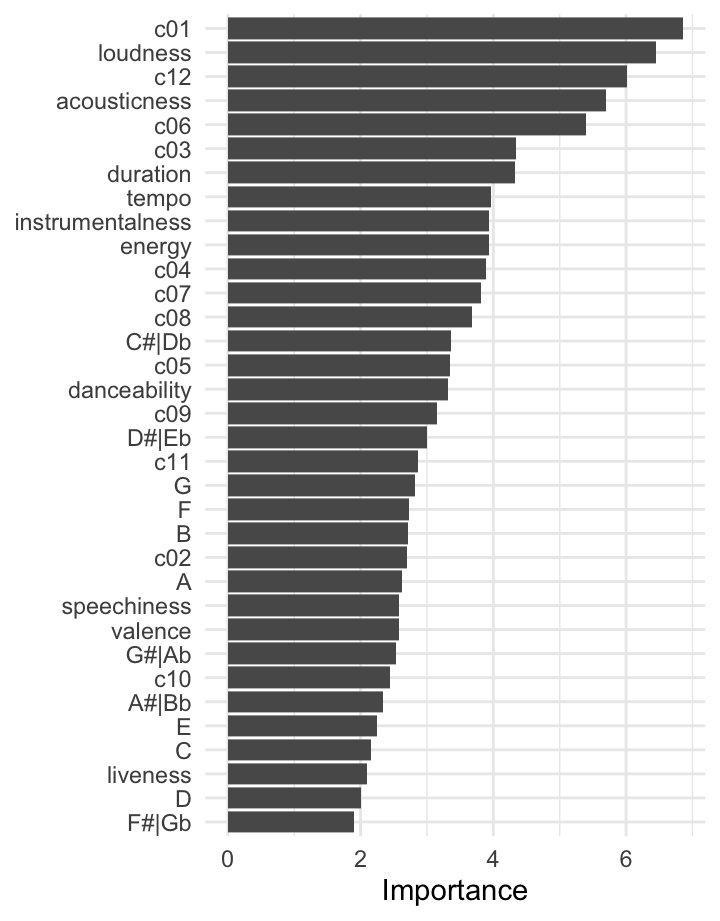 c01
loudness
c12
acousticness
c06
c03
duration
tempo
instrumentalness
energy
c04
c07
c08
C#|Db
c05
danceability
c09
D#|Eb
c11
G
F
B
c02
A
speechiness
valence
G#|Ab
c10
A#|Bb
E
C
liveness
D
F#|Gb
0 2 4 6
Importance